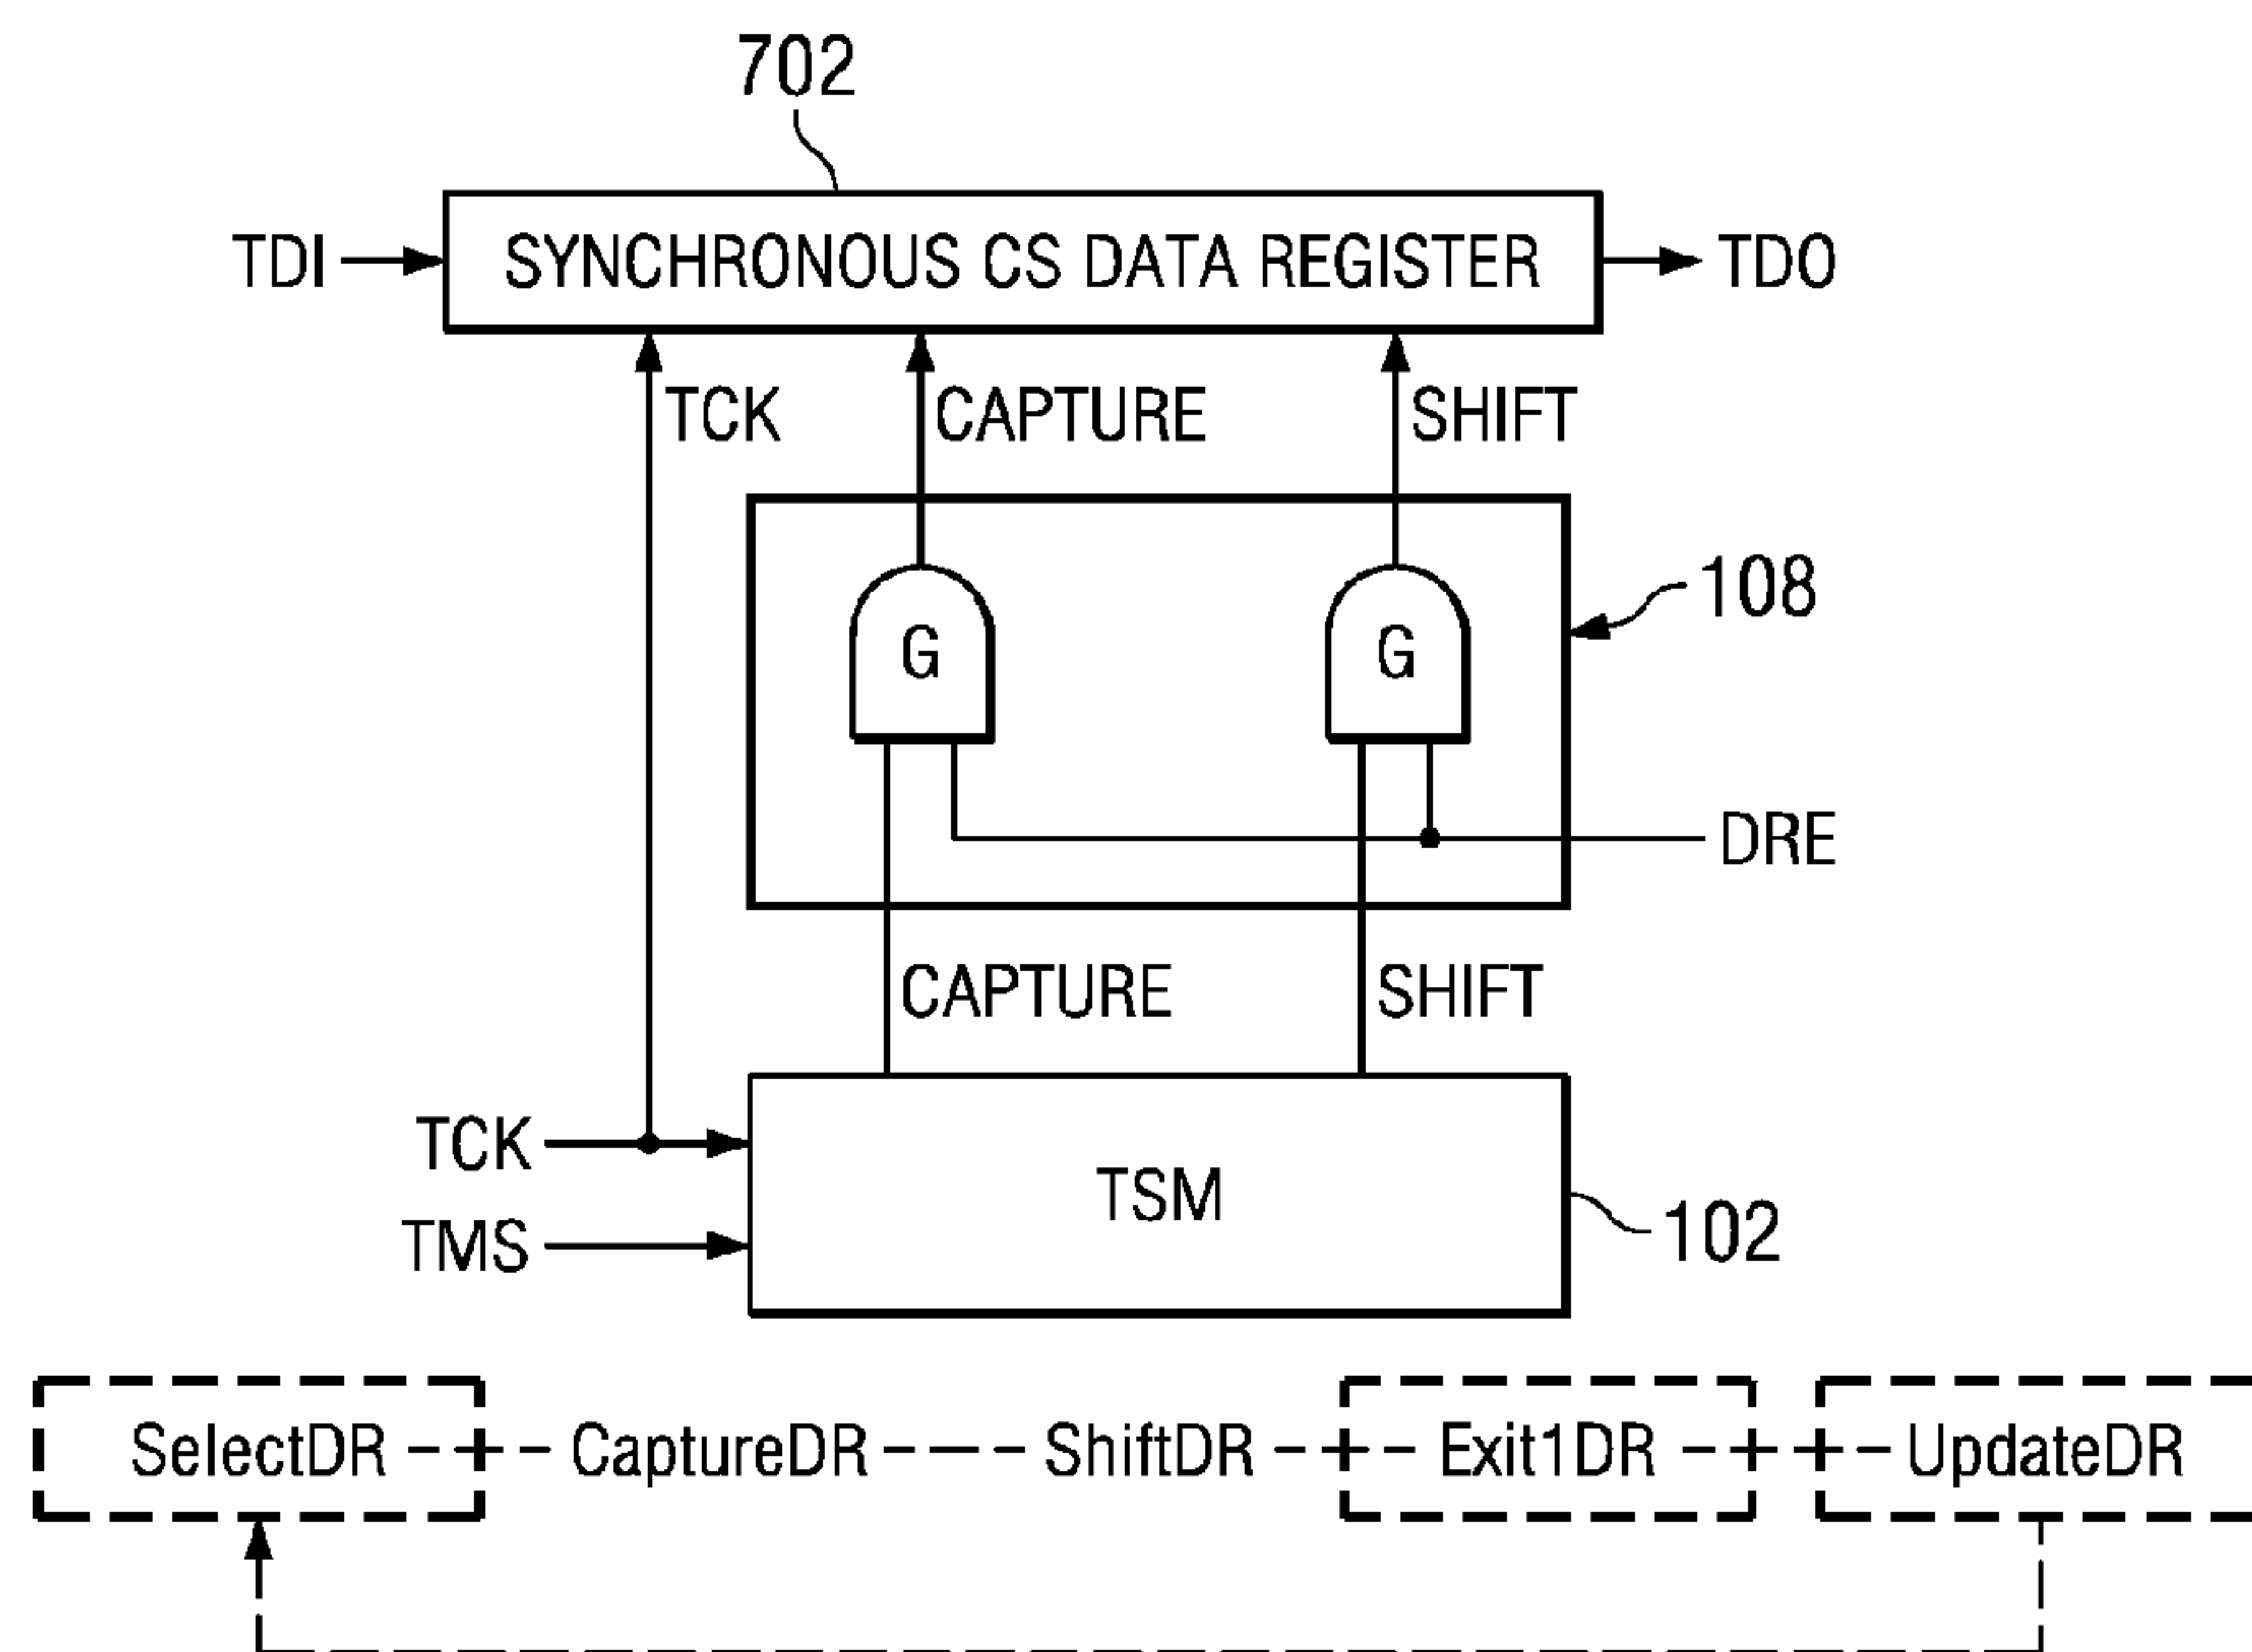 702
TDI SYNCHRONOUS CS DATA REGISTER TDO
TCK CAPTURE SHIFT
G G 108
DRE
CAPTURE SHIFT
TCK
TSM
TMS 102
SelectDR CaptureDR ShiftDR Exit1DR UpdateDR